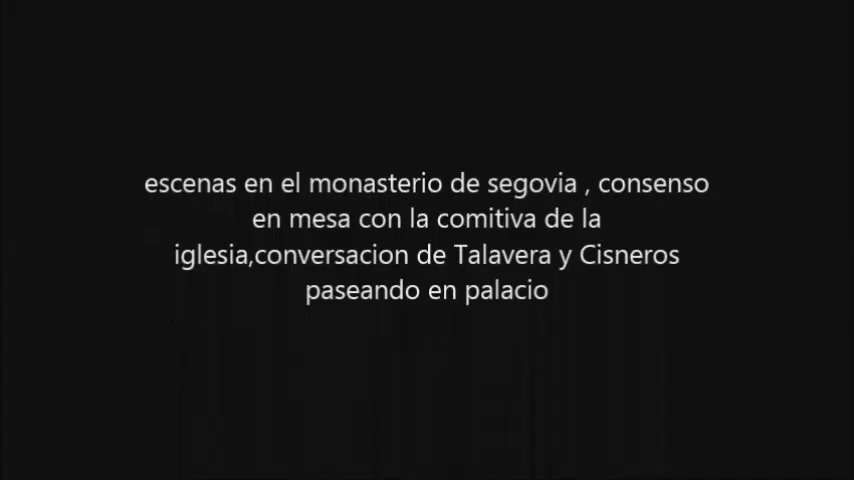 escenas en el monasterio de segovia , consenso
en mesa con la comitiva de la
iglesia,conversacion de Talavera y Cisneros
paseando en palacio